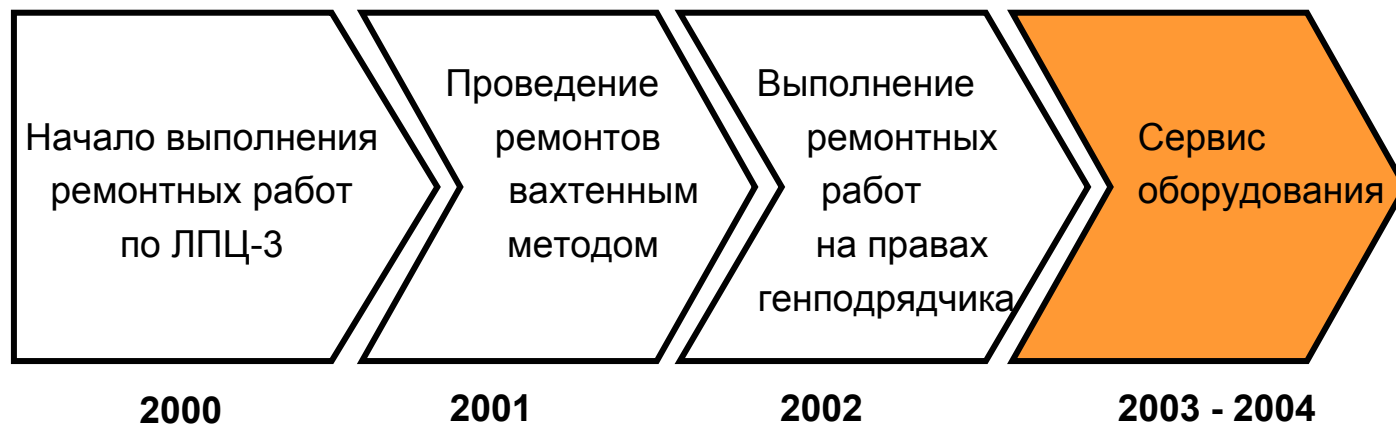 Начало выполнения
ремонтных работ
по ЛПЦ-3
Проведение
ремонтов
вахтенным
методом
Выполнение
ремонтных
работ
на правах
генподрядчика
Сервис
оборудования
2000
2001
2002
2003 - 2004